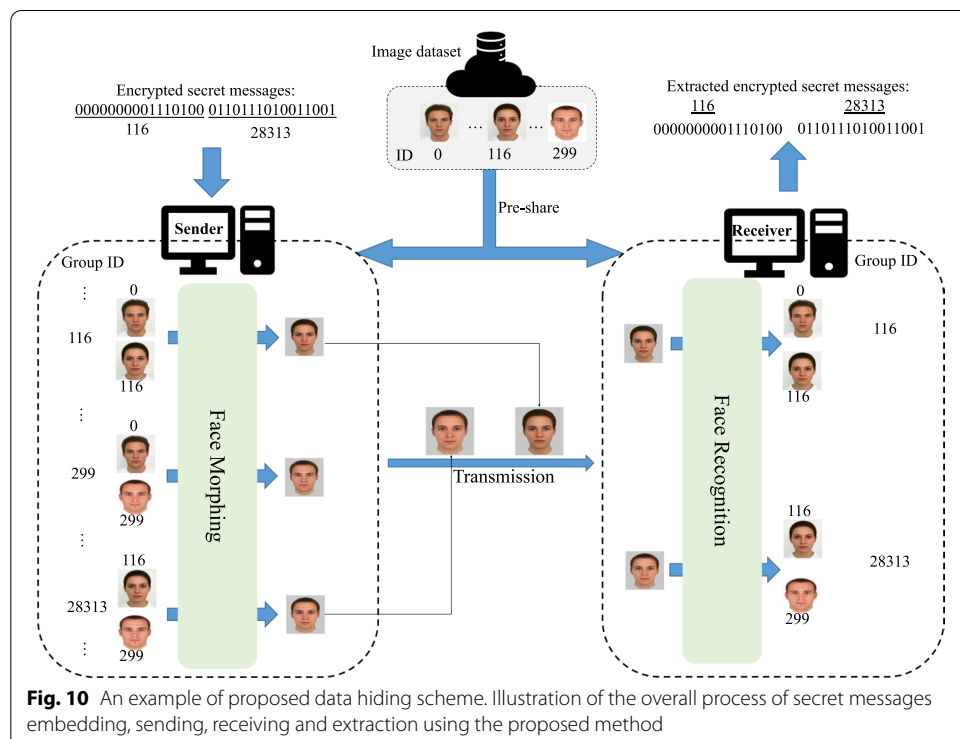 Image dataset
Encrypted secret messages:
0000000001110100 0110111010011001
116
28313
ID
0
...
116
...
299
Extracted encrypted secret messages:
116
28313
0000000001110100
0110111010011001
Pre-share
Sender
Group ID
⋮
0
116
116
⋮
0
299
299
⋮
116
28313
299
⋮
Face Morphing
Transmission
Receiver
Group ID
Face Recognition
0
116
116
116
28313
299
Fig. 10 An example of proposed data hiding scheme. Illustration of the overall process of secret messages
embedding, sending, receiving and extraction using the proposed method